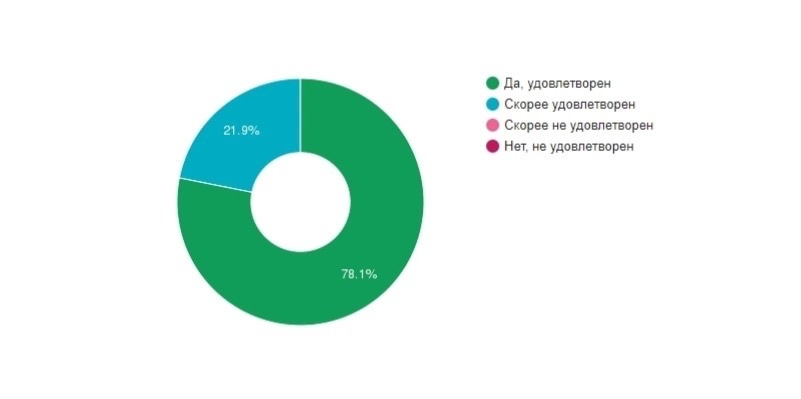 Да, удовлетворен
Скорее удовлетворен
Скорее не удовлетворен
Нет, не удовлетворен
21.9%
78.1%